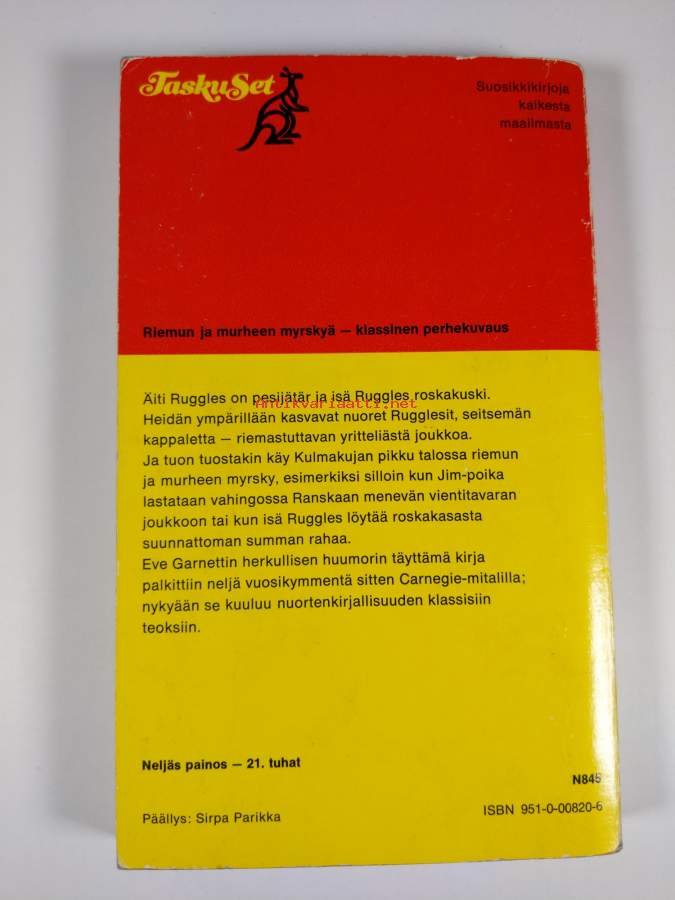 TaskuSet
Suosikkikirjoja
kaikesta
maailmasta
Riemun ja murheen myrskyä — klassinen perhekuvaus
Äiti Ruggles on pesijätär ja isä Ruggles roskakuski.
Antikvariaatti.net
Heidän ympärillään kasvavat nuoret Rugglesit, seitsemän
kappaletta — riemastuttavan yritteliästä joukkoa.
Ja tuon tuostakin käy Kulmakujan pikku talossa riemun
ja murheen myrsky, esimerkiksi silloin kun Jim-poika
lastataan vahingossa Ranskaan menevän vientitavaran
joukkoon tai kun isä Ruggles löytää roskakasasta
suunnattoman summan rahaa.
Eve Garnettin herkullisen huumorin täyttämä kirja
palkittiin neljä vuosikymmentä sitten Carnegie-mitalilla;
nykyään se kuuluu nuortenkirjallisuuden klassisiin
teoksiin.
Neljäs painos — 21. tuhat
N845
Päällys: Sirpa Parikka
ISBN 951-0-00820-6